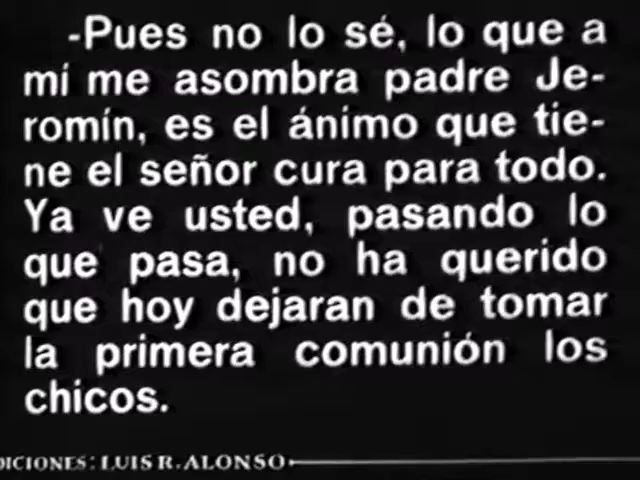 -Pues no lo sé, lo que a
mí me asombra padre Je-
romín, es el ánimo que tie-
ne el señor cura para todo.
Ya ve usted, pasando lo
que pasa, no ha querido
que hoy dejaran de tomar
la primera comunión los
chicos.
DICIONES: LUIS R. ALONSO